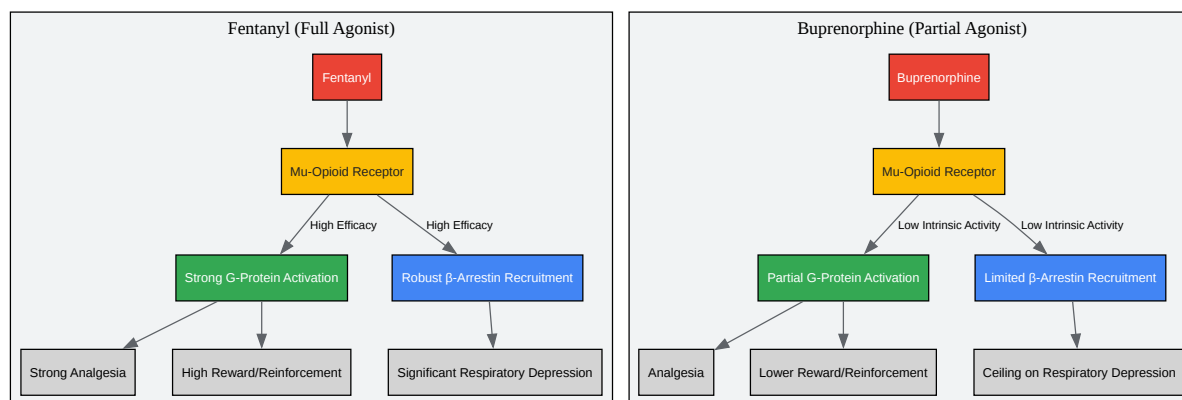 Fentanyl (Full Agonist)
Fentanyl
Mu-Opioid Receptor
High Efficacy
High Efficacy
Strong G-Protein Activation
Robust β-Arrestin Recruitment
Strong Analgesia
High Reward/Reinforcement
Significant Respiratory Depression
Buprenorphine (Partial Agonist)
Buprenorphine
Mu-Opioid Receptor
Low Intrinsic Activity
Low Intrinsic Activity
Partial G-Protein Activation
Limited β-Arrestin Recruitment
Analgesia
Lower Reward/Reinforcement
Ceiling on Respiratory Depression